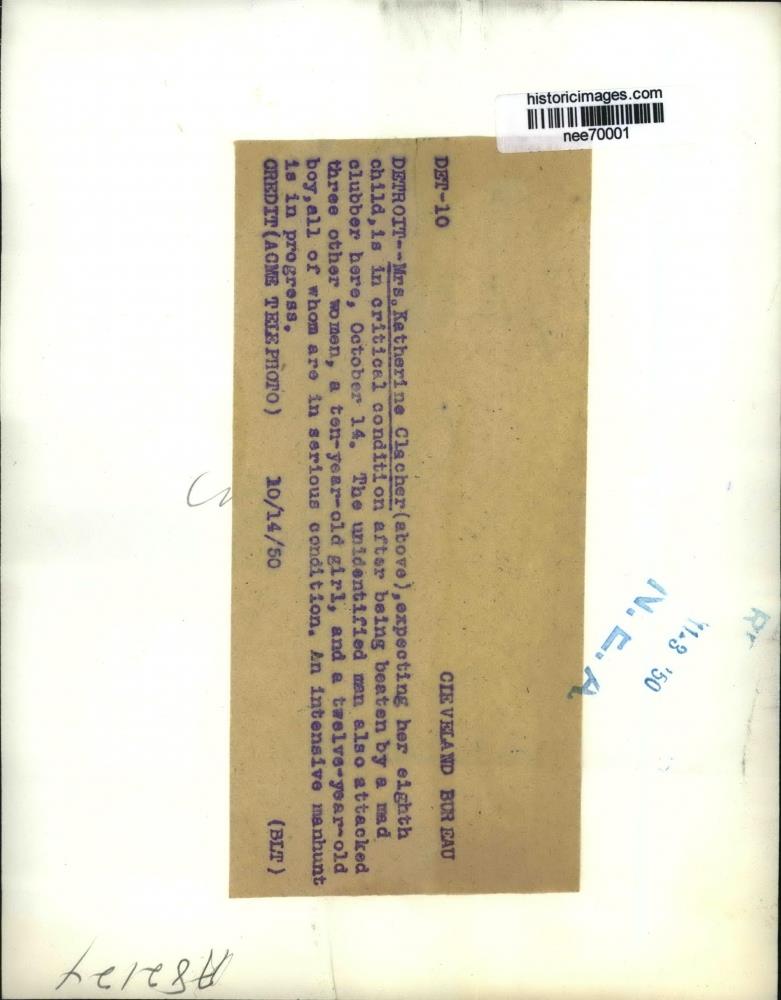 historicimages.com
nee70001
DET-10 CLEVELAND BUREAU
DETROIT--Mrs.Katherine Clacher(above),expecting her eighth
child,is in critical condition after being beaten by a mad
clubber here, October 14. The unidentified man also attacked
three other women, a ten-year-old girl, and a twelve-year-old
boy,all of whom are in serious condition. An intensive manhunt
is in progress.
CREDIT(ACME TELEPHOTO) 10/14/50 (BLT)
N.E.A
11-3 '50